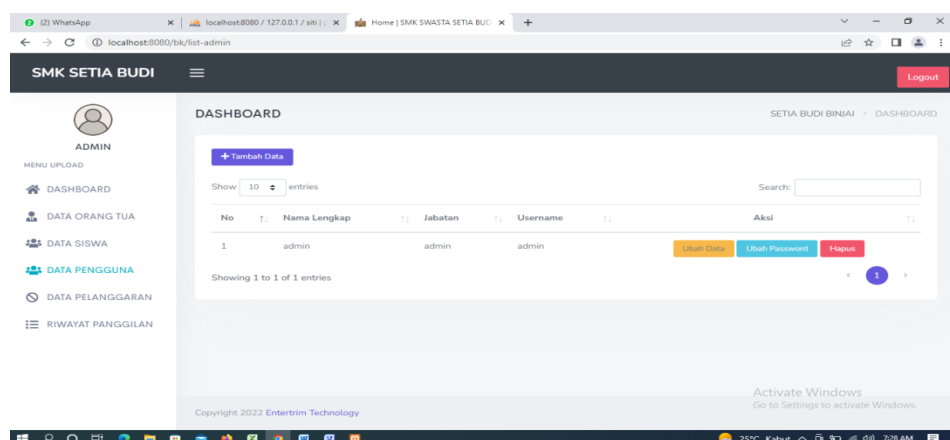 (2) WhatsApp
localhost:8080 / 127.0.0.1 / siti |
Home | SMK SWASTA SETIA BUD
localhost:8080/bk/list-admin
SMK SETIA BUDI
Logout
ADMIN
MENU UPLOAD
DASHBOARD
DATA ORANG TUA
DATA SISWA
DATA PENGGUNA
DATA PELANGGARAN
RIWAYAT PANGGILAN
DASHBOARD
SETIA BUDI BINJAI DASHBOARD
+ Tambah Data
Show 10 entries
Search:
No Nama Lengkap Jabatan Username Aksi
1 admin admin admin Ubah Data Ubah Password Hapus
Showing 1 to 1 of 1 entries
< 1 >
Activate Windows
Go to Settings to activate Windows.
Copyright 2022 Entertrim Technology
25°C Kabut 7:28 AM